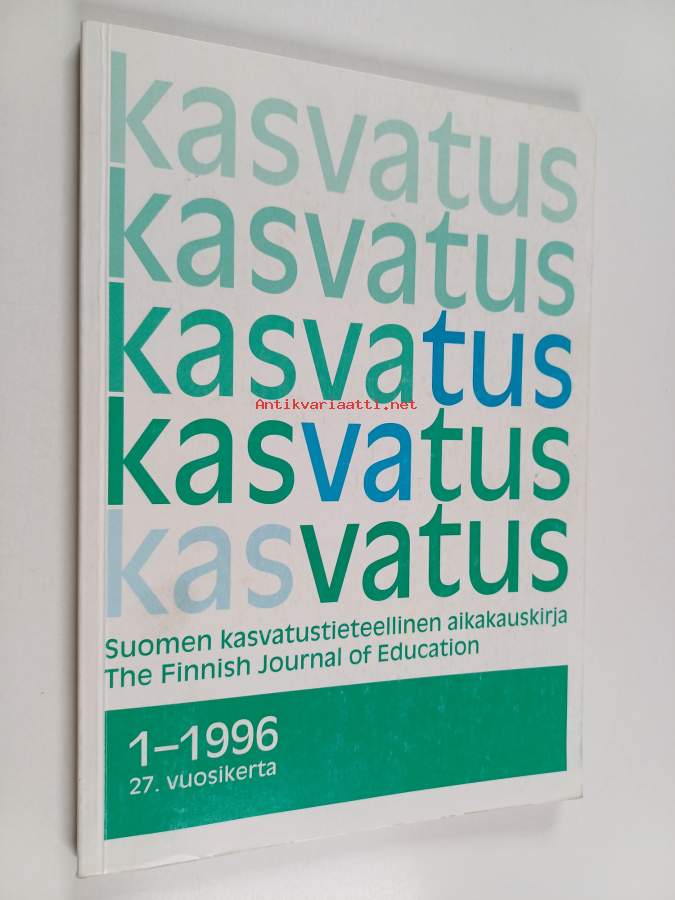 kasvatus
kasvatus
kasvatus
Antikvariaatti.net
kasvatus
kasvatus
Suomen kasvatustieteellinen aikakauskirja
The Finnish Journal of Education
1–1996
27. vuosikerta